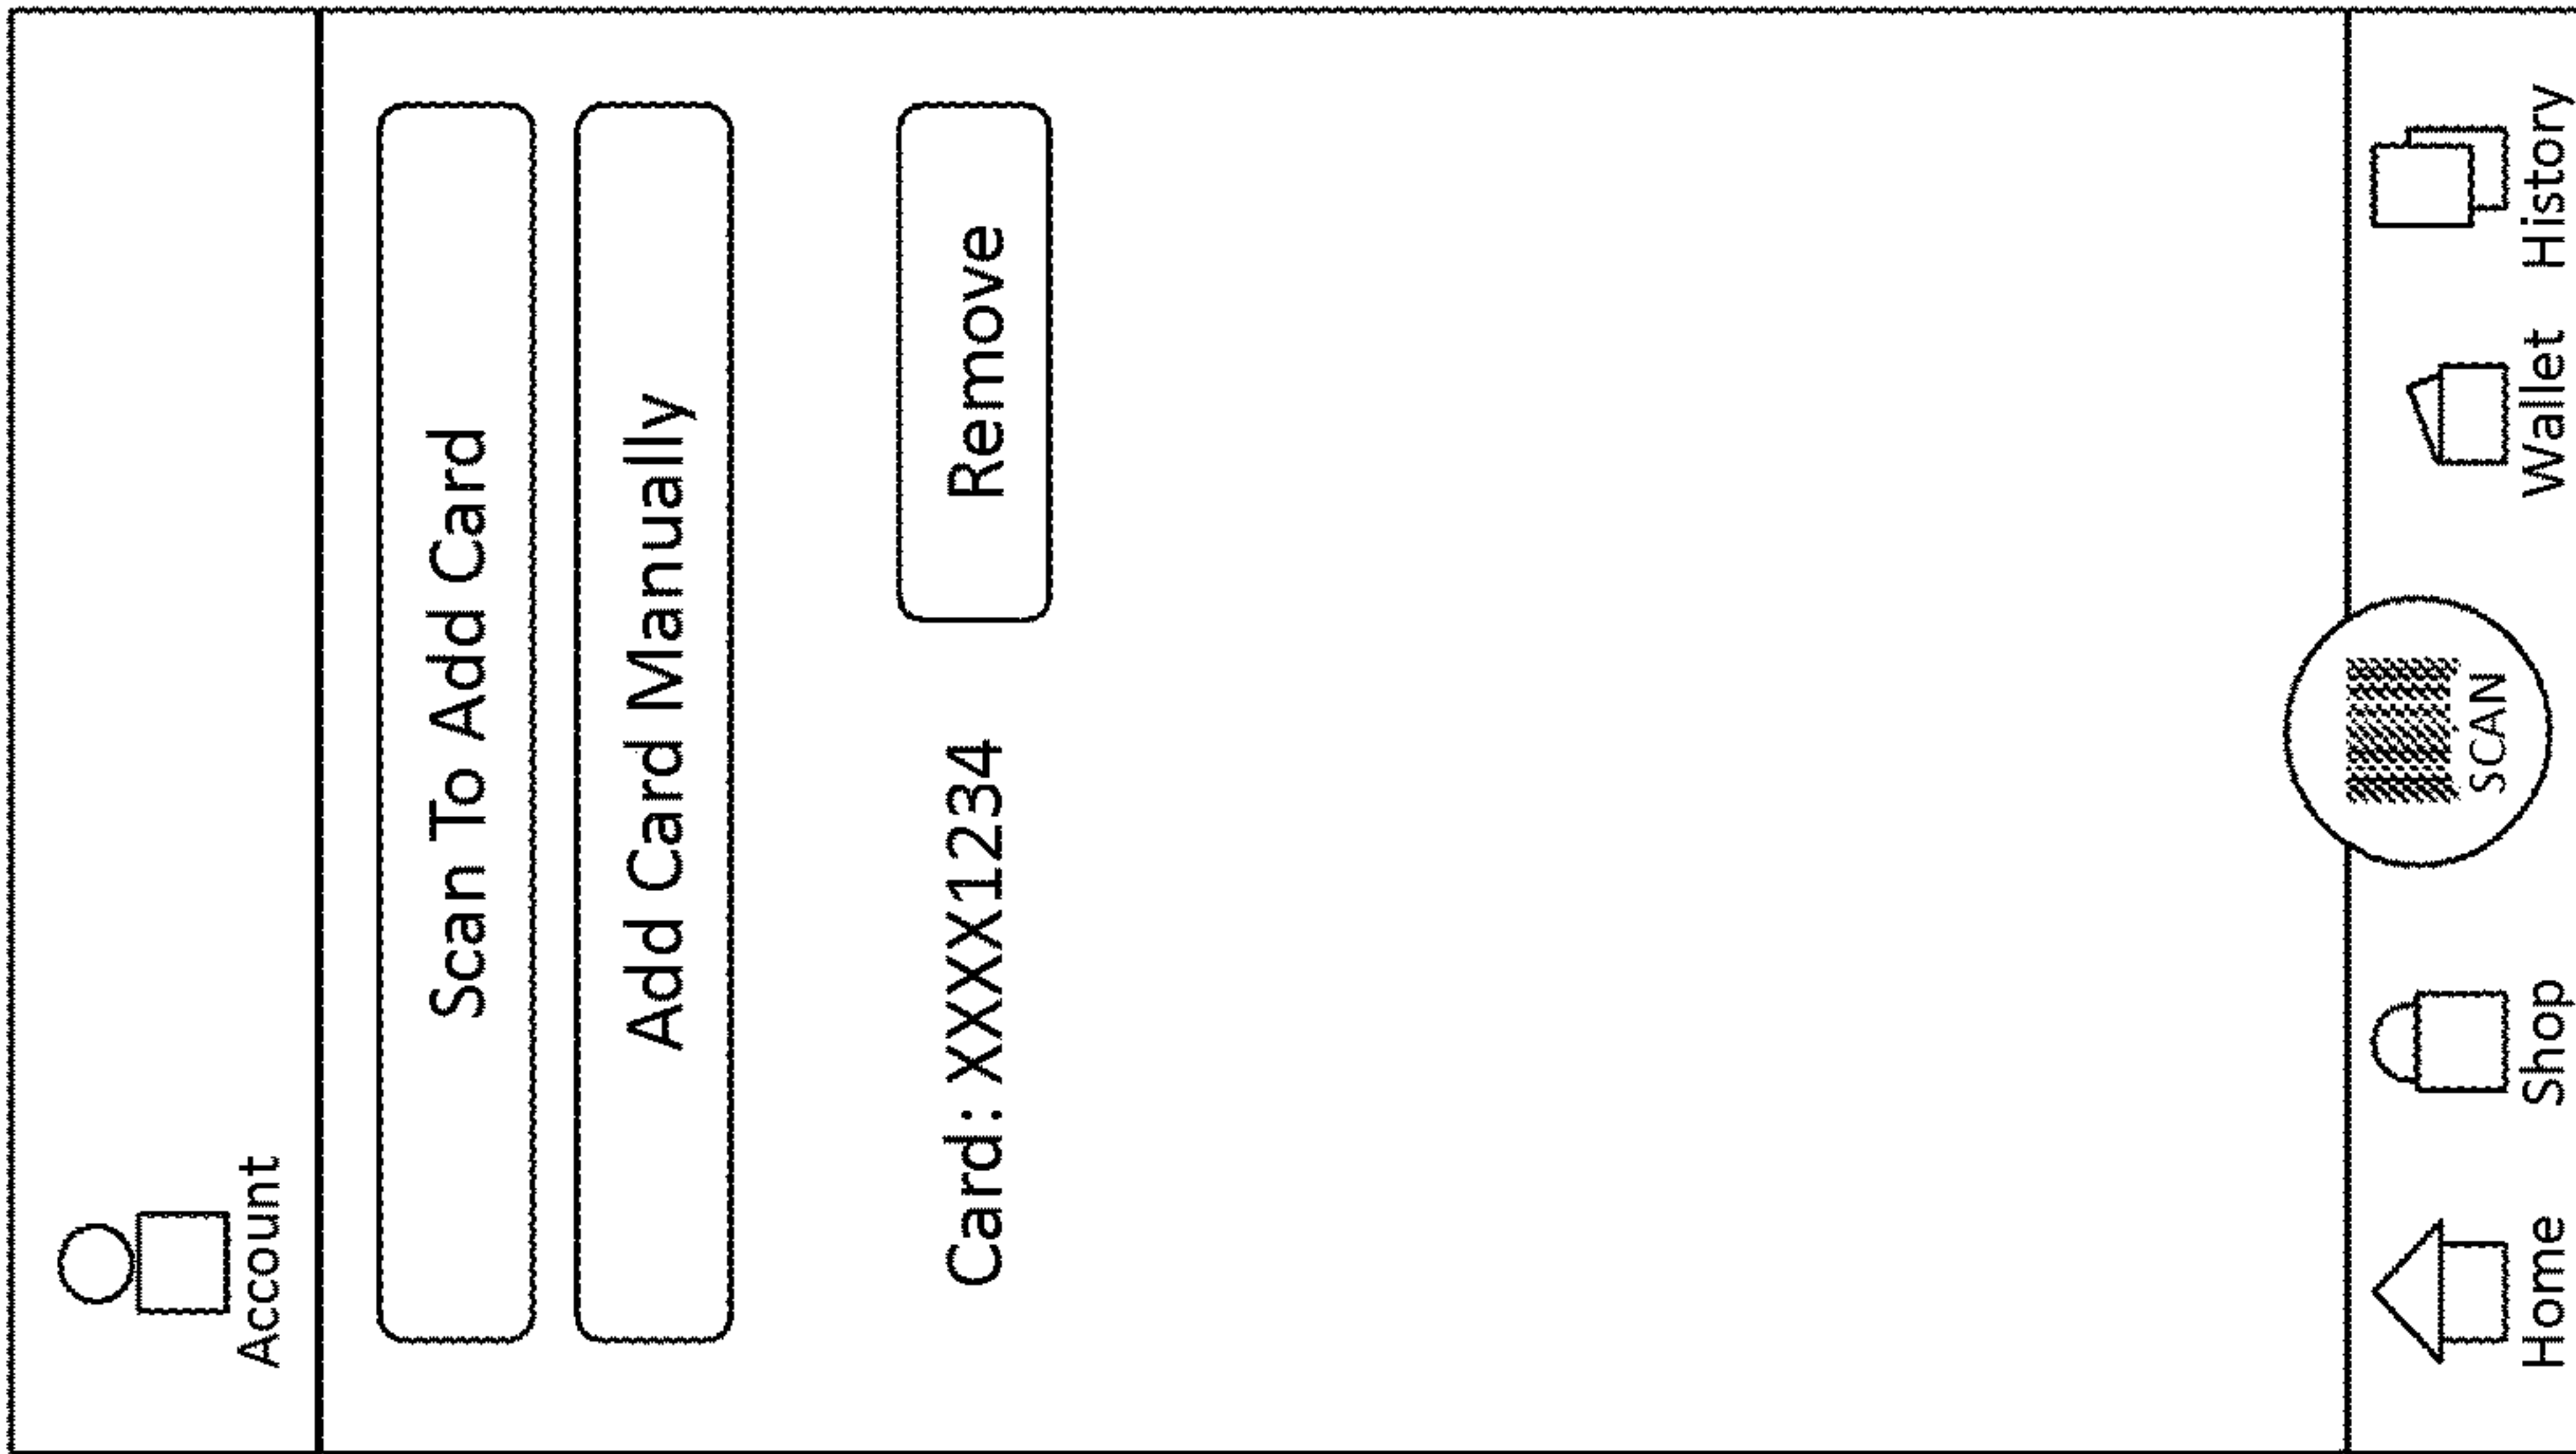 Account
Scan To Add Card
Add Card Manually
Card: XXXX1234 Remove
SCAN
Home Shop Wallet History